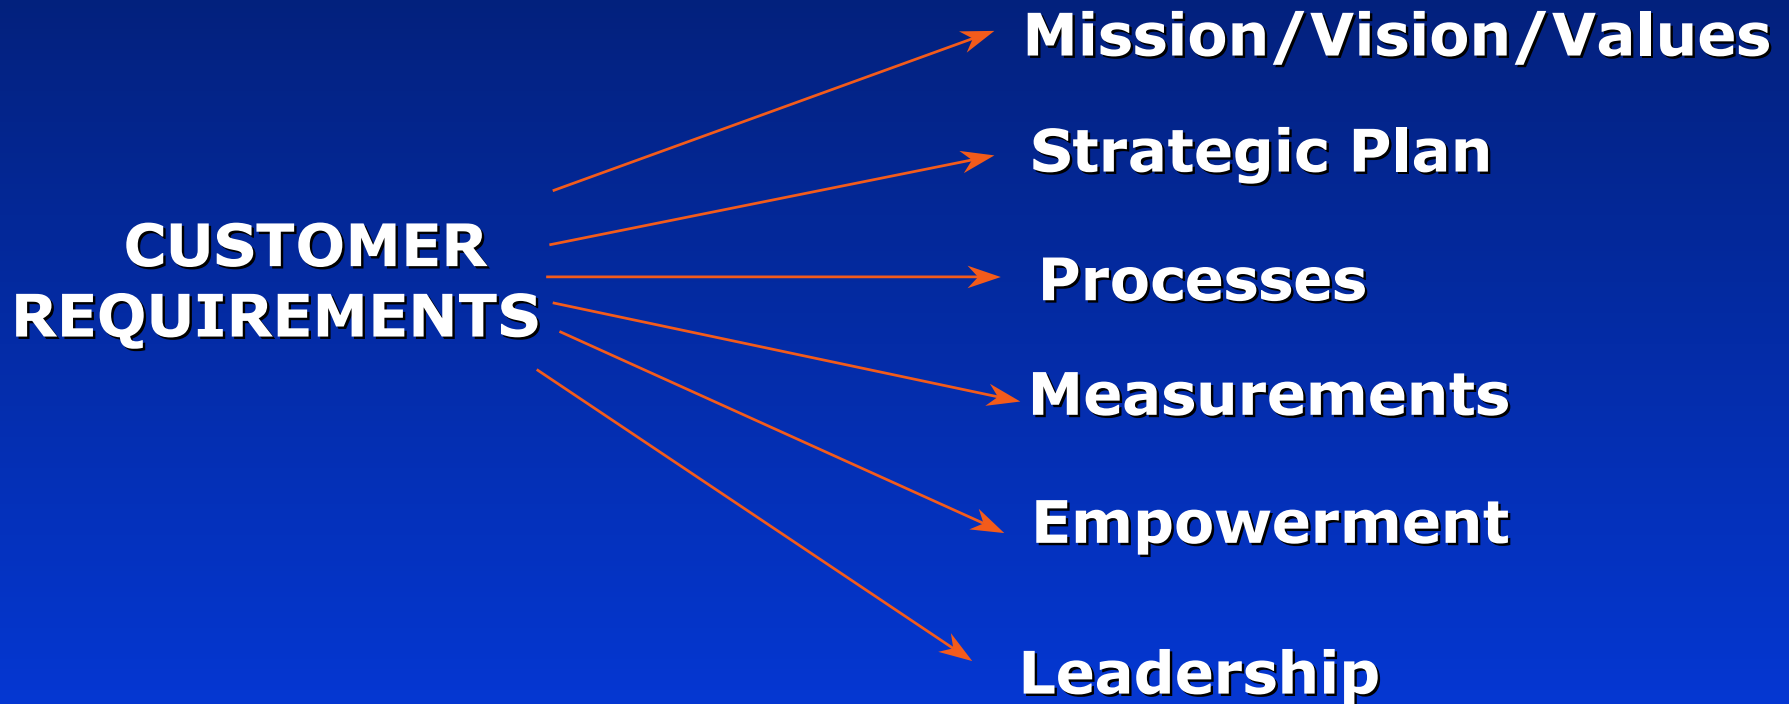 CUSTOMER
REQUIREMENTS
Mission/Vision/Values
Strategic Plan
Processes
Measurements
Empowerment
Leadership